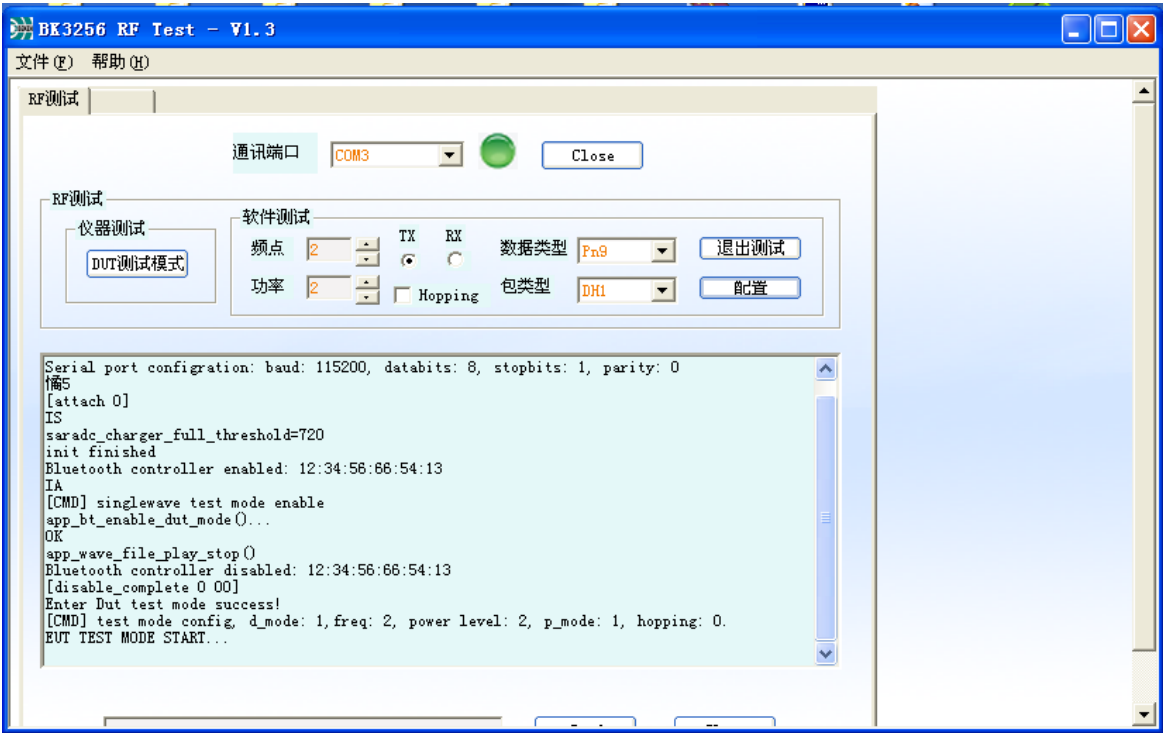 BK3256 RF Test - V1.3
文件(F) 帮助(H)
RF测试
通讯端口 COM3 Close
RF测试
仪器测试
DUT测试模式
软件测试
频点 2 TX RX 数据类型 Pn9 退出测试
功率 2 Hopping 包类型 DH1 配置
Serial port configration: baud: 115200, databits: 8, stopbits: 1, parity: 0
憰5
[attach 0]
IS
saradc_charger_full_threshold=720
init finished
Bluetooth controller enabled: 12:34:56:66:54:13
IA
[CMD] singlewave test mode enable
app_bt_enable_dut_mode()...
OK
app_wave_file_play_stop()
Bluetooth controller disabled: 12:34:56:66:54:13
[disable_complete 0 00]
Enter Dut test mode success!
[CMD] test mode config, d_mode: 1,freq: 2, power level: 2, p_mode: 1, hopping: 0.
EUT TEST MODE START...